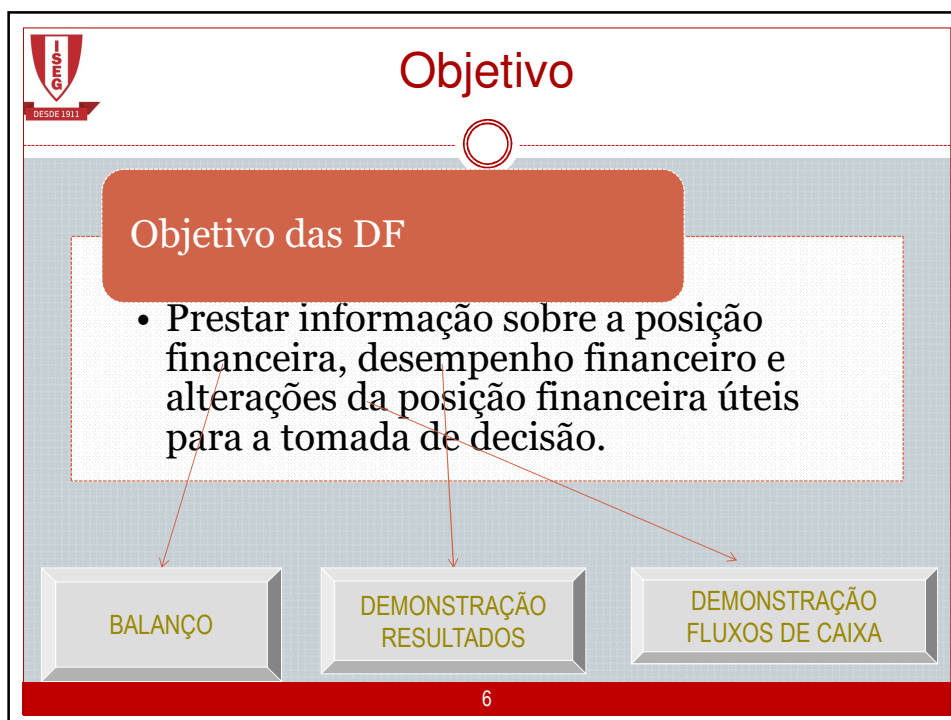 ISEG
DESDE 1911
Objetivo
Objetivo das DF
• Prestar informação sobre a posição
financeira, desempenho financeiro e
alterações da posição financeira úteis
para a tomada de decisão.
BALANÇO
DEMONSTRAÇÃO
RESULTADOS
DEMONSTRAÇÃO
FLUXOS DE CAIXA
6